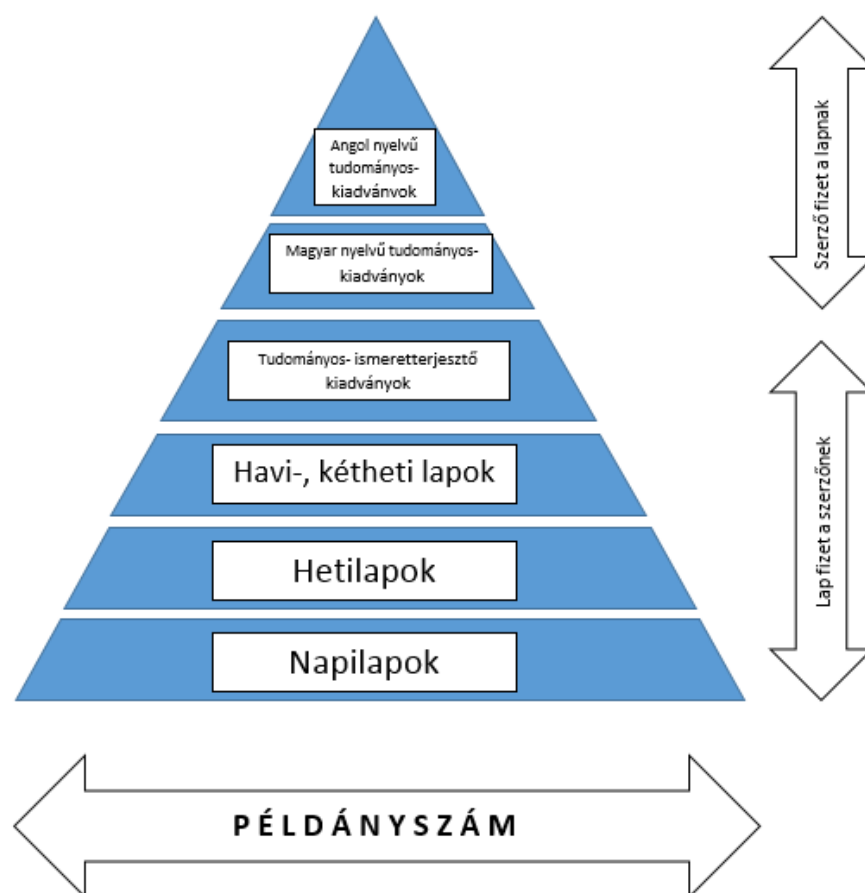 Angol nyelvű
tudományos-
kiadvánvok
Magyar nyelvű tudományos-
kiadványok
Tudományos- ismeretterjesztő
kiadványok
Havi-, kétheti lapok
Hetilapok
Napilapok
Szerző fizet a lapnak
Lap fizet a szerzőnek
PÉLDÁNYSZÁM